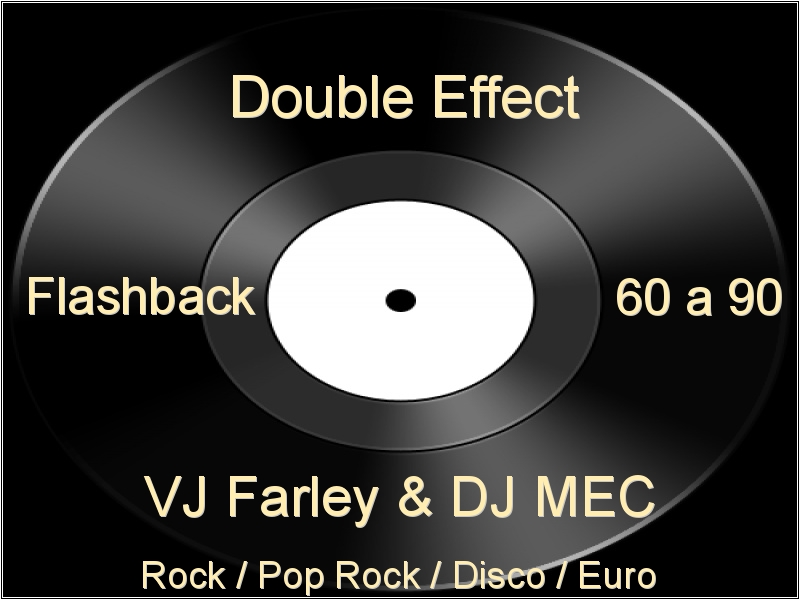 Double Effect
Flashback 60 a 90
VJ Farley & DJ MEC
Rock / Pop Rock / Disco / Euro